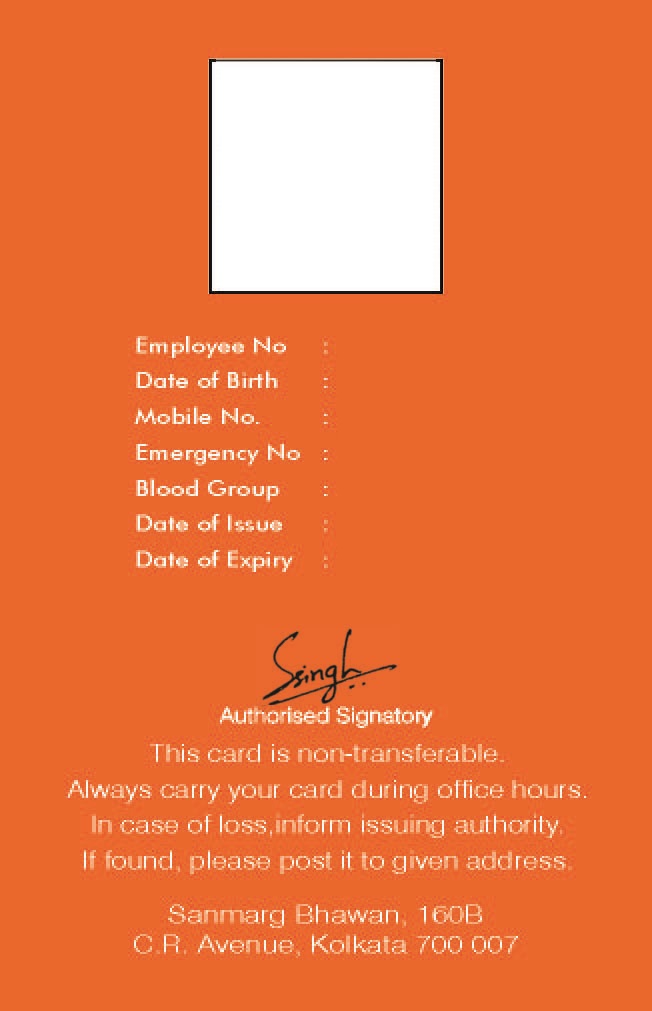 Employee No :
Date of Birth :
Mobile No. :
Emergency No :
Blood Group :
Date of Issue :
Date of Expiry :
Ssingh
Authorised Signatory
This card is non-transferable.
Always carry your card during office hours.
In case of loss,inform issuing authority.
If found, please post it to given address.
Sanmarg Bhawan, 160B
C.R. Avenue, Kolkata 700 007